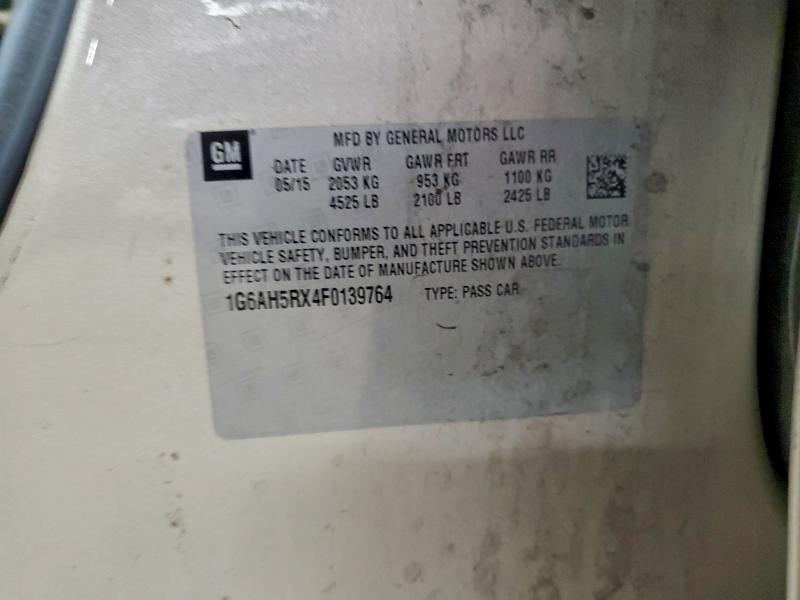 GM
MFD BY GENERAL MOTORS LLC
DATE GVWR GAWR FRT GAWR RR
05/15 2053 KG 953 KG 1100 KG
4525 LB 2100 LB 2425 LB
THIS VEHICLE CONFORMS TO ALL APPLICABLE U.S. FEDERAL MOTOR
VEHICLE SAFETY, BUMPER, AND THEFT PREVENTION STANDARDS IN
EFFECT ON THE DATE OF MANUFACTURE SHOWN ABOVE.
1G6AH5RX4F0139764 TYPE: PASS CAR